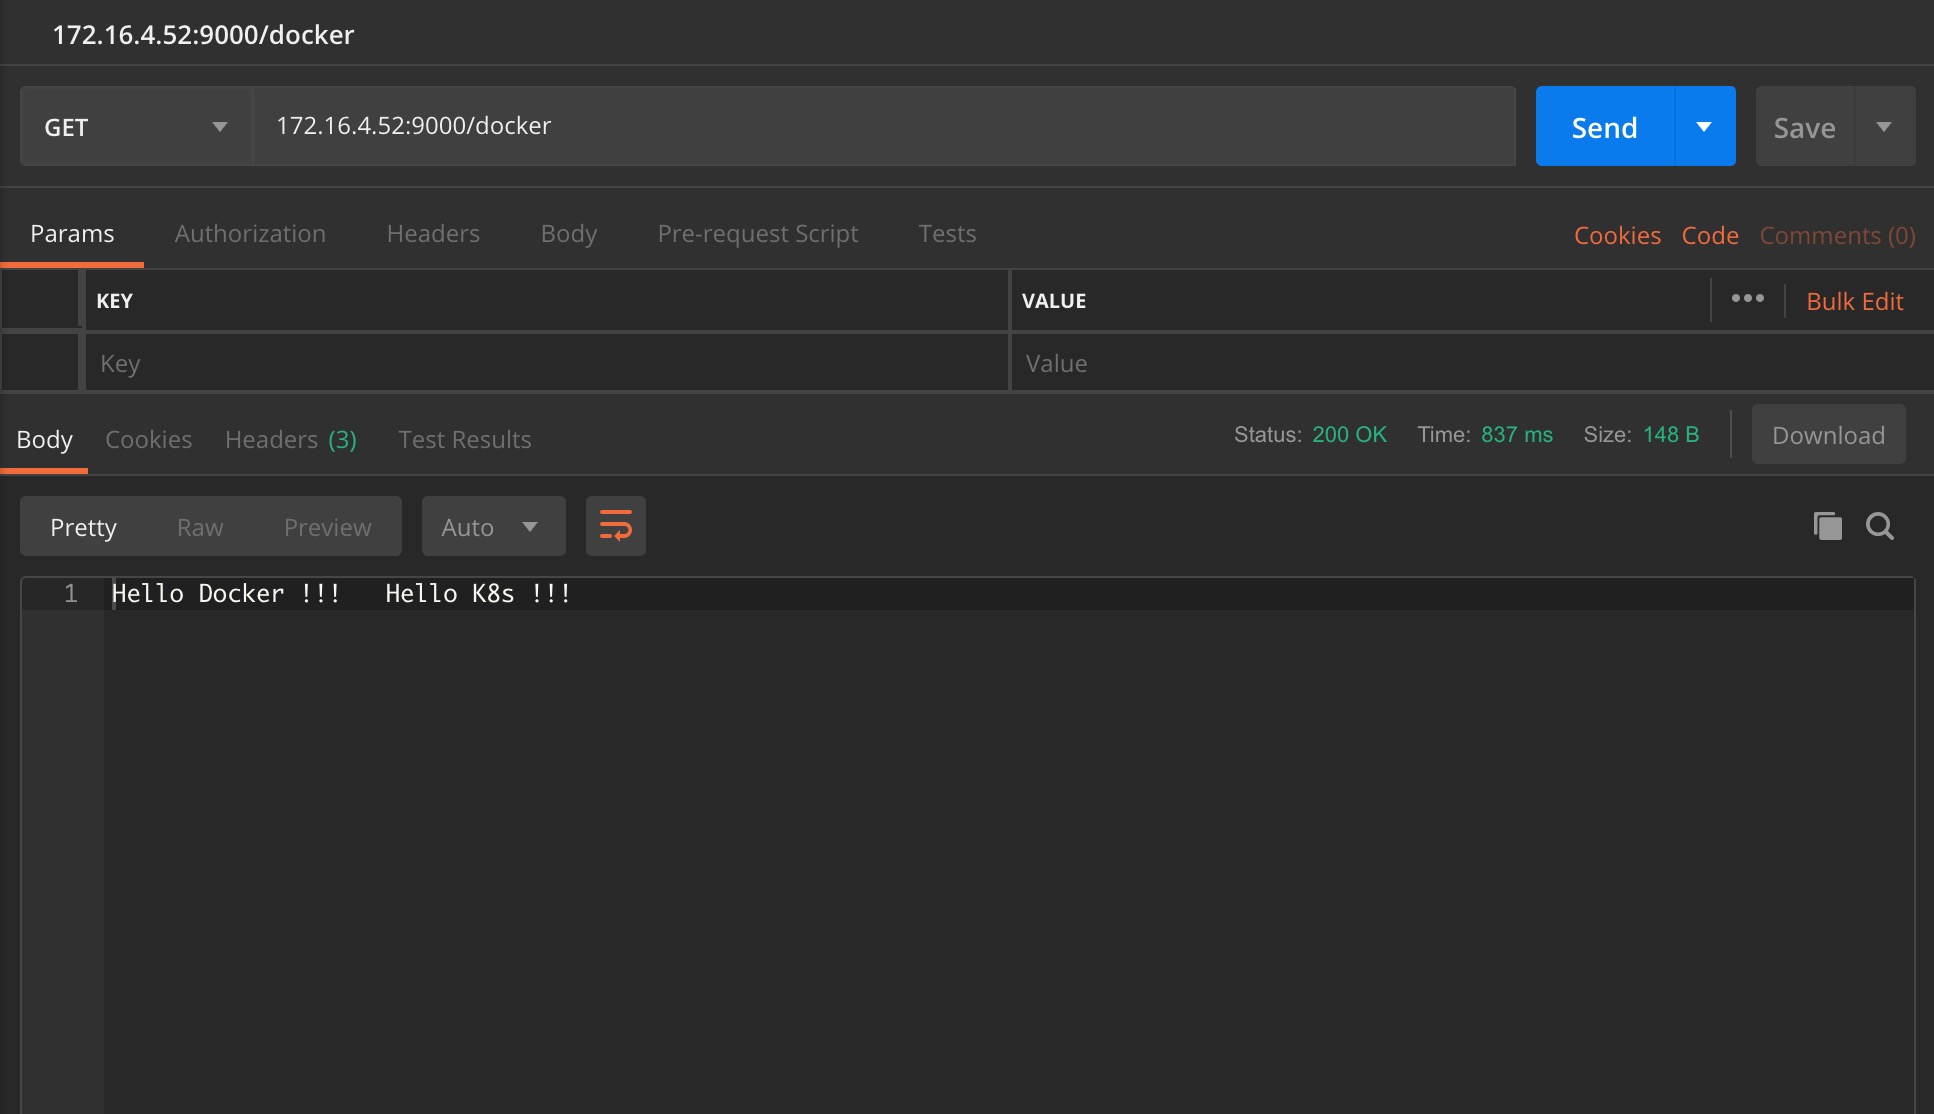 172.16.4.52:9000/docker
GET 172.16.4.52:9000/docker Send Save
Params Authorization Headers Body Pre-request Script Tests Cookies Code Comments (0)
KEY VALUE ••• Bulk Edit
Key Value
Body Cookies Headers (3) Test Results Status: 200 OK Time: 837 ms Size: 148 B Download
Pretty Raw Preview Auto
1 Hello Docker !!!   Hello K8s !!!